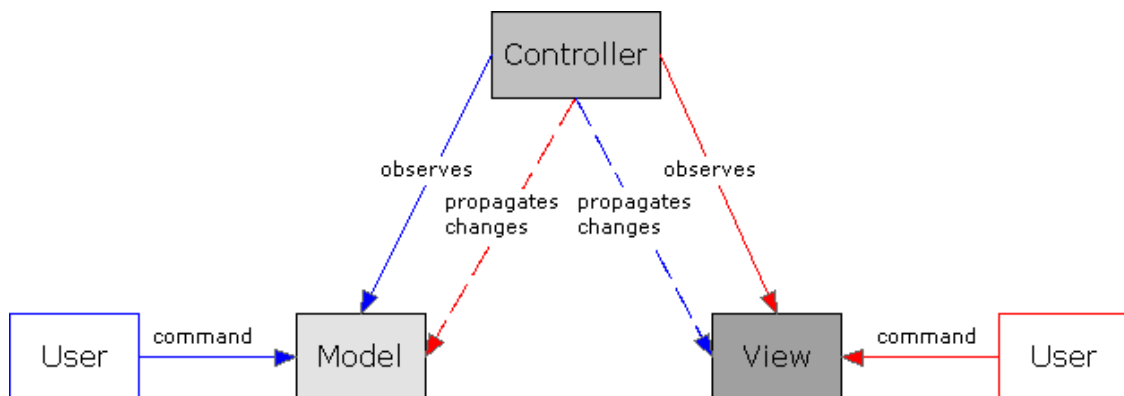 Controller
observes
observes
propagates
changes
propagates
changes
command
command
User
Model
View
User